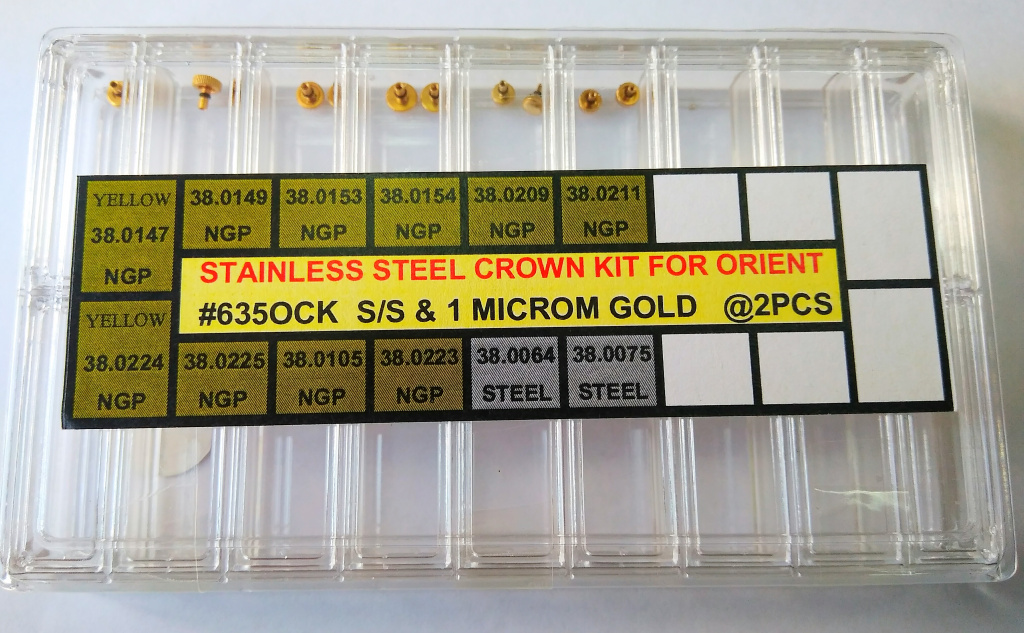 YELLOW
38.0147
NGP
38.0149
NGP
38.0153
NGP
38.0154
NGP
38.0209
NGP
38.0211
NGP
STAINLESS STEEL CROWN KIT FOR ORIENT
#635OCK S/S & 1 MICROM GOLD @2PCS
YELLOW
38.0224
NGP
38.0225
NGP
38.0105
NGP
38.0223
NGP
38.0064
STEEL
38.0075
STEEL